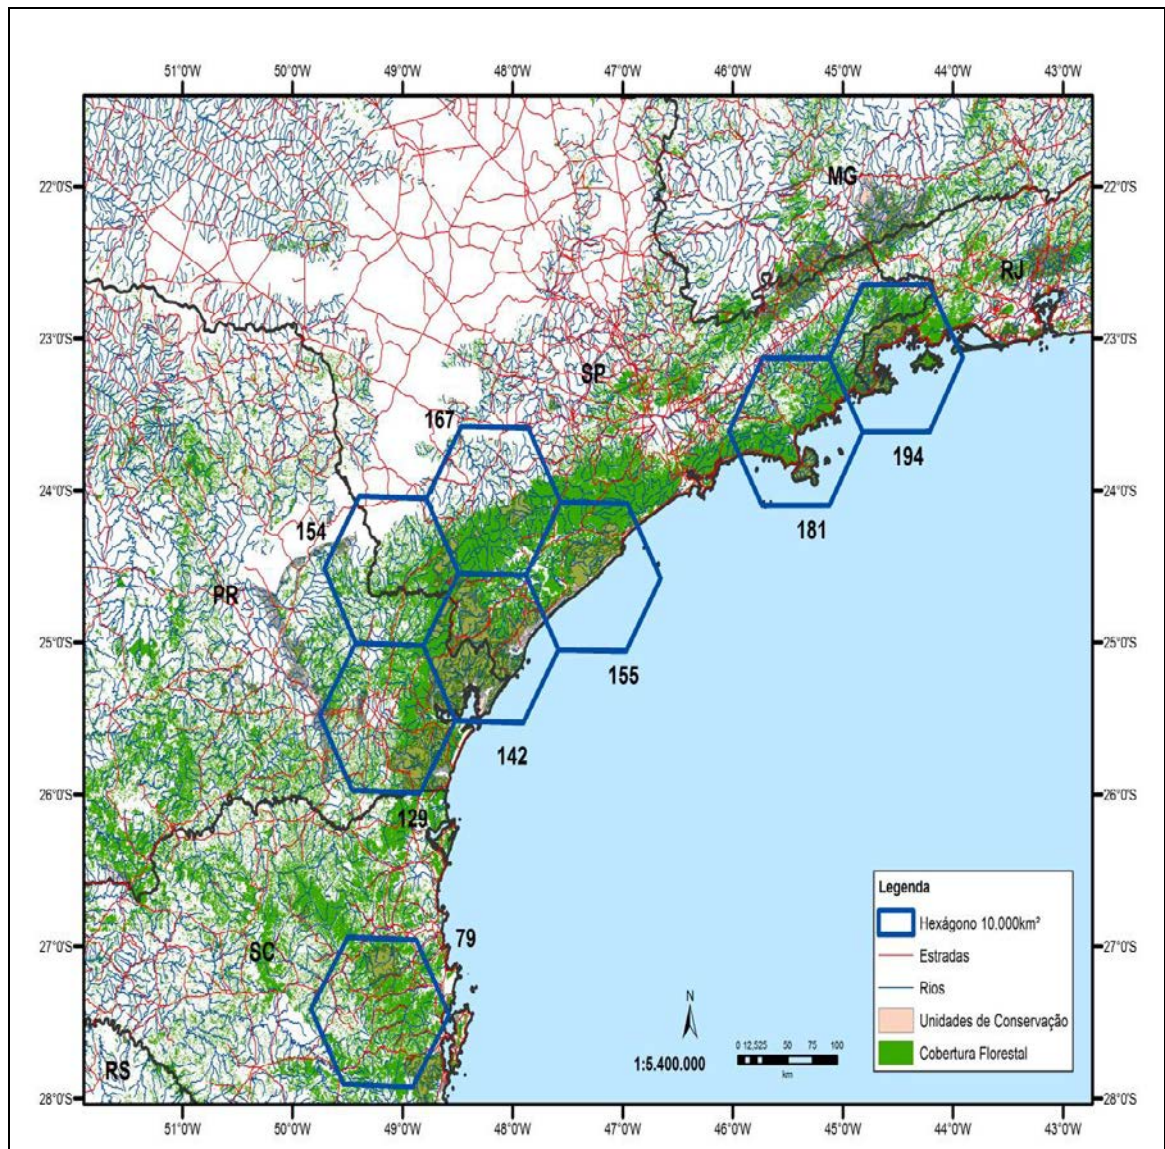 51°0'W 50°0'W 49°0'W 48°0'W 47°0'W 46°0'W 45°0'W 44°0'W 43°0'W
MG
22°0'S 22°0'S
RJ
23°0'S 23°0'S
SP
167
194
24°0'S 24°0'S
154
181
PR
25°0'S 25°0'S
155
142
26°0'S 26°0'S
129
Legenda
Hexágono 10.000km²
79
27°0'S 27°0'S
SC
Estradas
Rios
N
Unidades de Conservação
0 12,525 50 75 100
Cobertura Florestal
1:5.400.000
km
RS
28°0'S 28°0'S
51°0'W 50°0'W 49°0'W 48°0'W 47°0'W 46°0'W 45°0'W 44°0'W 43°0'W